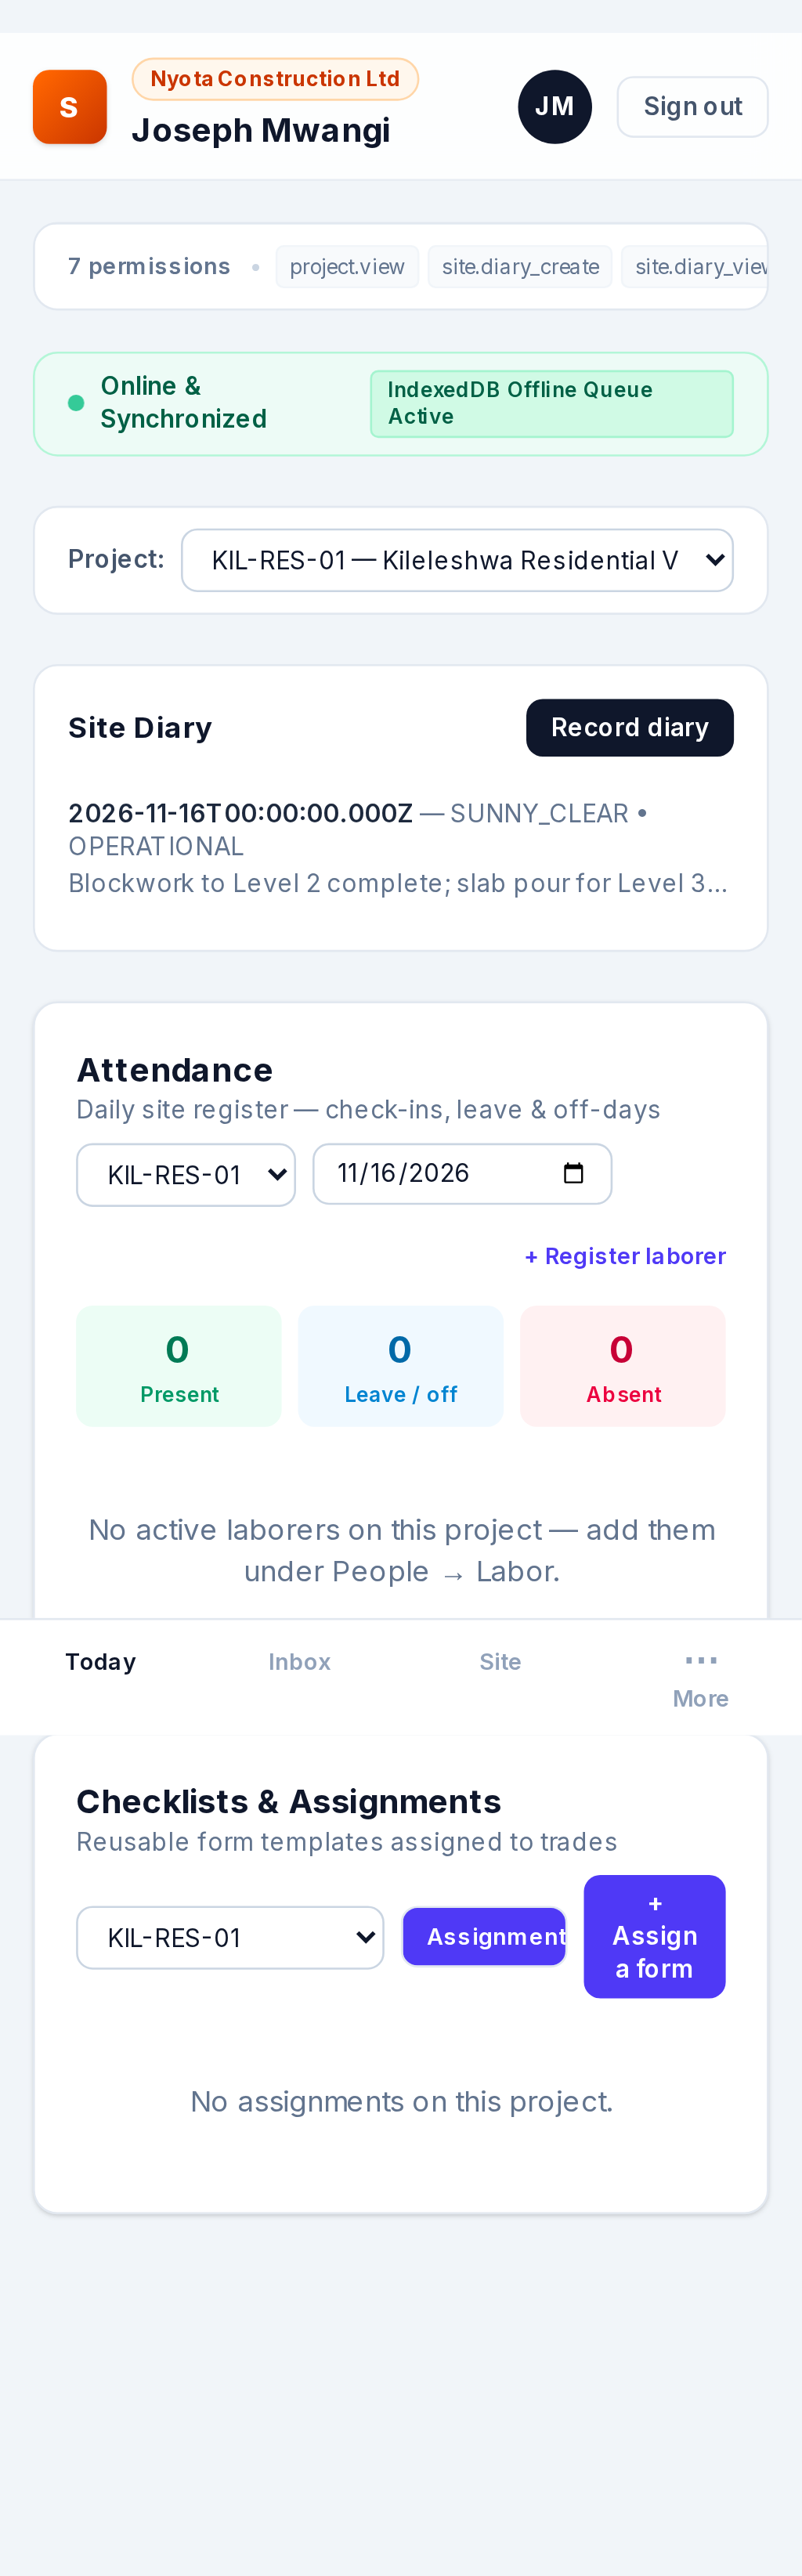 S
Nyota Construction Ltd
Joseph Mwangi
JM
Sign out
7 permissions • project.view site.diary_create site.diary_view
Online &
Synchronized
IndexedDB Offline Queue
Active
Project: KIL-RES-01 — Kileleshwa Residential V
Site Diary
Record diary
2026-11-16T00:00:00.000Z — SUNNY_CLEAR •
OPERATIONAL
Blockwork to Level 2 complete; slab pour for Level 3...
Attendance
Daily site register — check-ins, leave & off-days
KIL-RES-01 11/16/2026
+ Register laborer
0 0 0
Present Leave / off Absent
No active laborers on this project — add them
under People → Labor.
Today Inbox Site ...
More
Checklists & Assignments
Reusable form templates assigned to trades
KIL-RES-01
Assignment
+
Assign
a form
No assignments on this project.